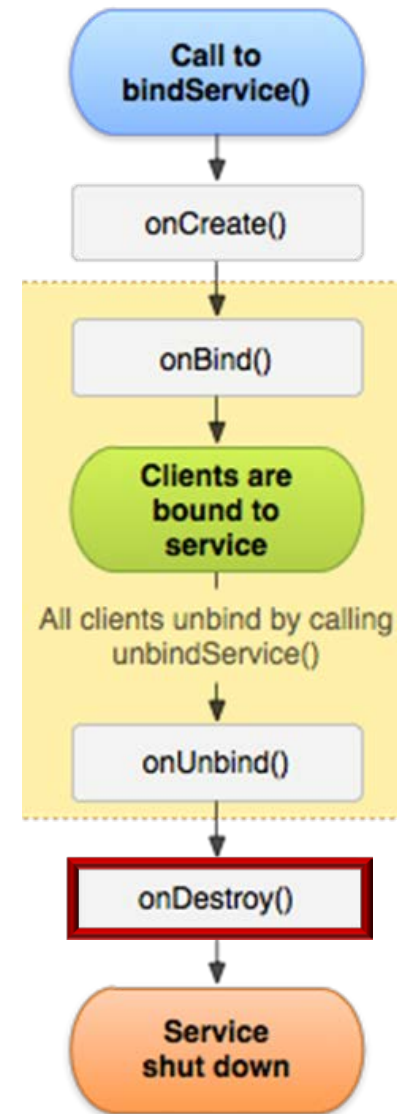 Call to
bindService()
onCreate()
onBind()
Clients are
bound to
service
All clients unbind by calling
unbindService()
onUnbind()
onDestroy()
Service
shut down